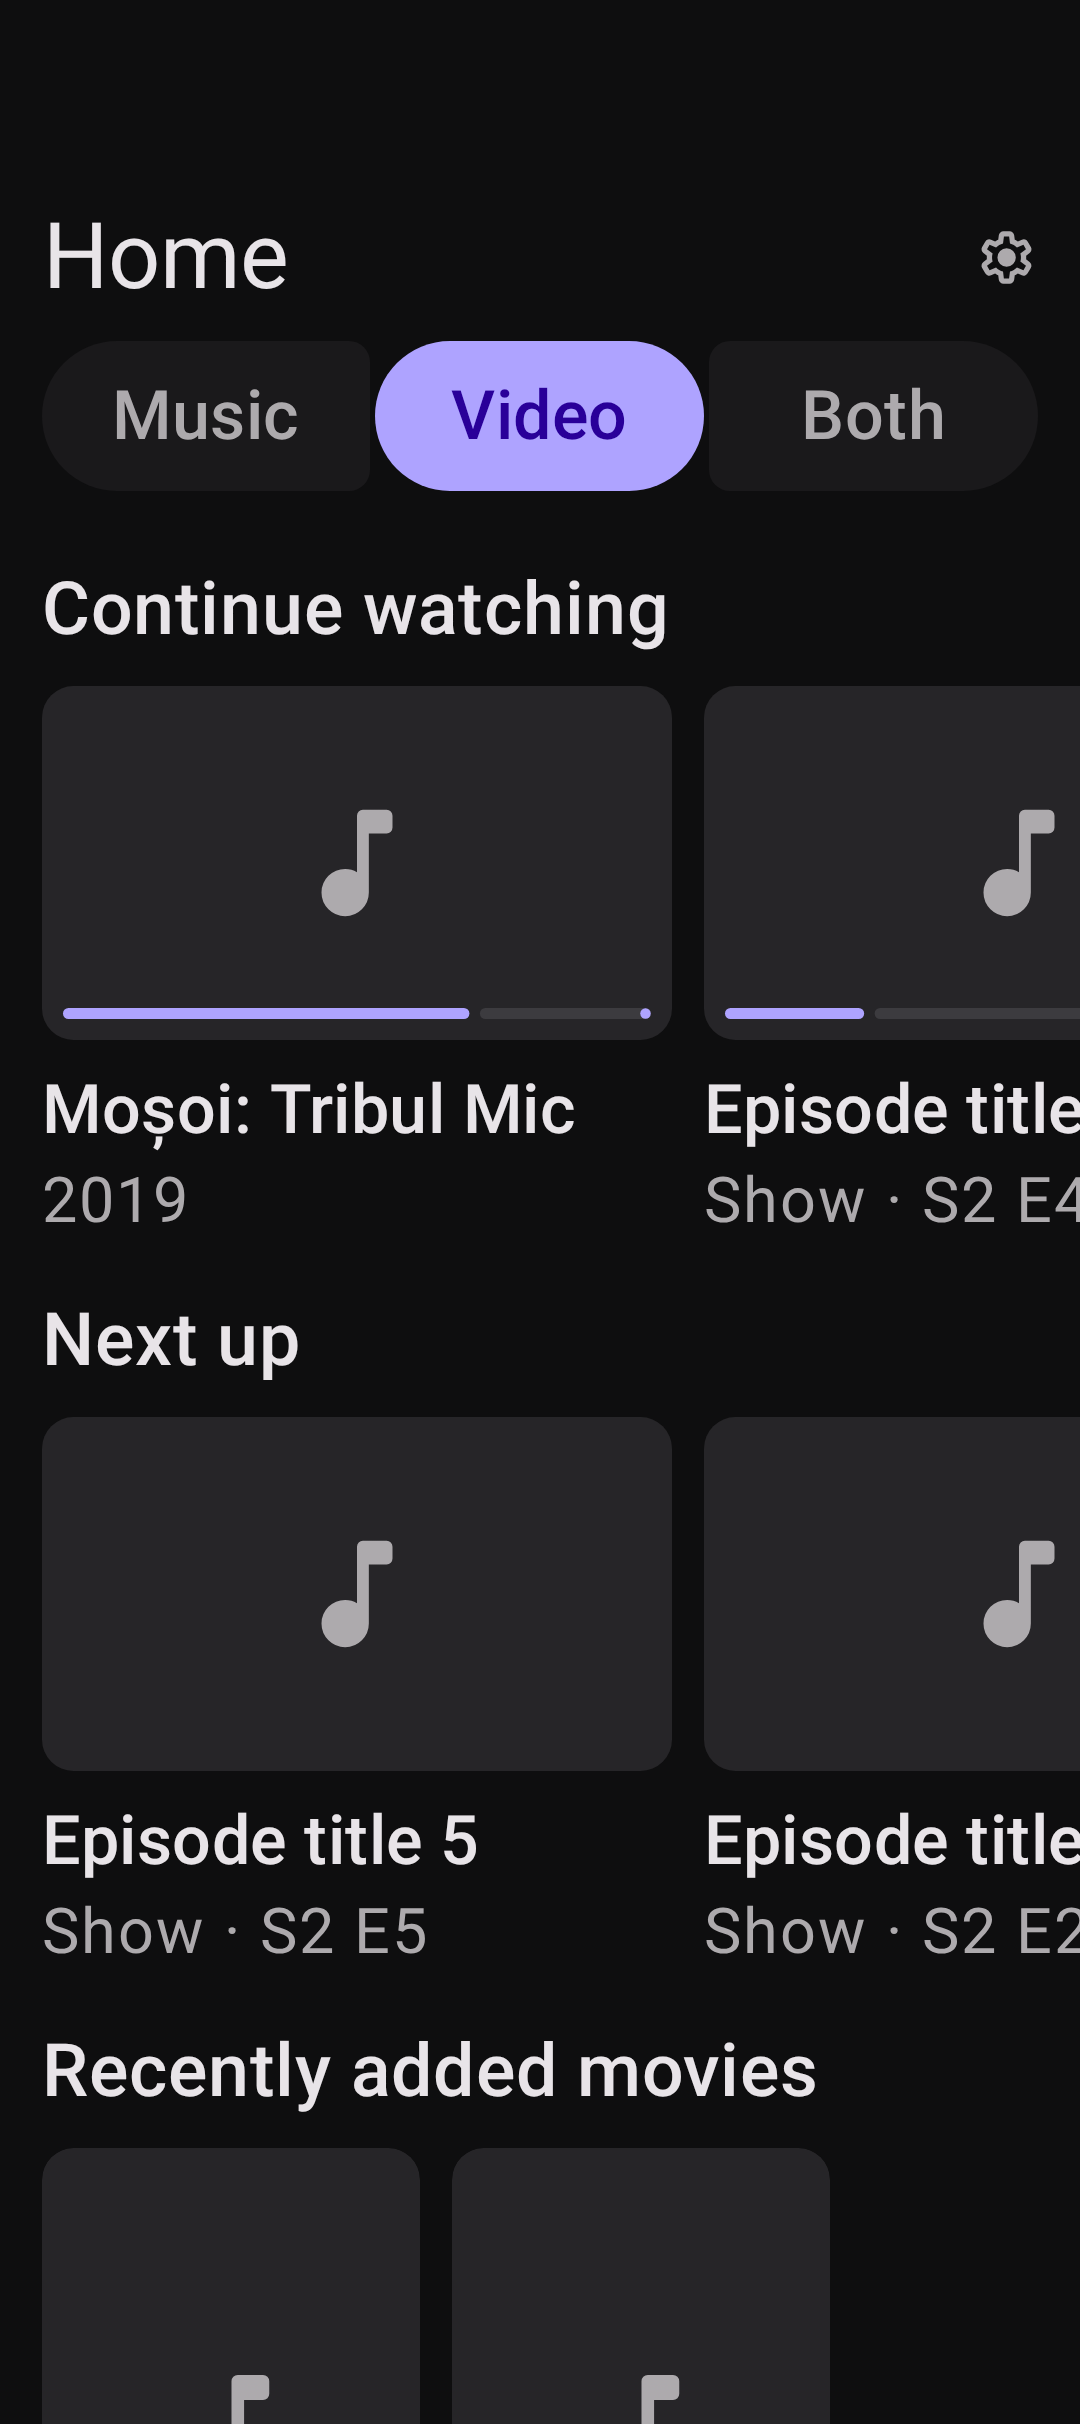 Home
Music Video Both
Continue watching
Moșoi: Tribul Mic
2019
Episode title
Show · S2 E4
Next up
Episode title 5
Show · S2 E5
Episode title
Show · S2 E2
Recently added movies